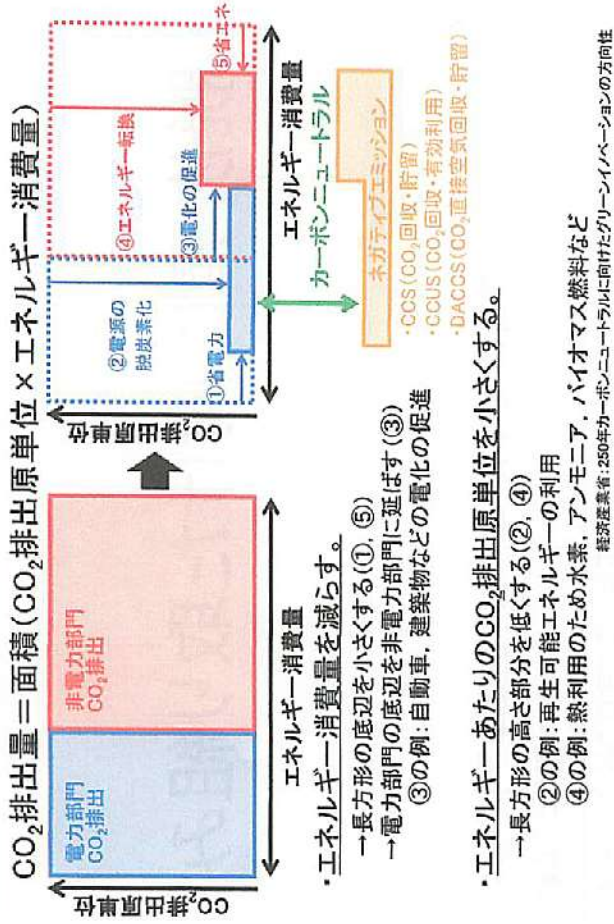 CO₂排出量＝面積(CO₂排出原単位×エネルギー消費量)
CO₂排出原単位
電力部門
CO₂排出
非電力部門
CO₂排出
エネルギー消費量
CO₂排出原単位
①省電力
②電源の
脱炭素化
③電化の促進
④エネルギー転換
⑤省エネ
エネルギー消費量
カーボンニュートラル
ネガティブエミッション
・CCS(CO₂回収・貯留)
・CCUS(CO₂回収・有効利用)
・DACCS(CO₂直接空気回収・貯留)
・エネルギー消費量を減らす。
→長方形の底辺を小さくする(①, ⑤)
→電力部門の底辺を非電力部門に延ばす(③)
③の例：自動車, 建築物などの電化の促進
・エネルギーあたりのCO₂排出原単位を小さくする。
→長方形の高さ部分を低くする(②, ④)
②の例：再生可能エネルギーの利用
④の例：熱利用のため水素, アンモニア, バイオマス燃料など
経済産業省：250年カーボンニュートラルに向けたグリーンイノベーションの方向性